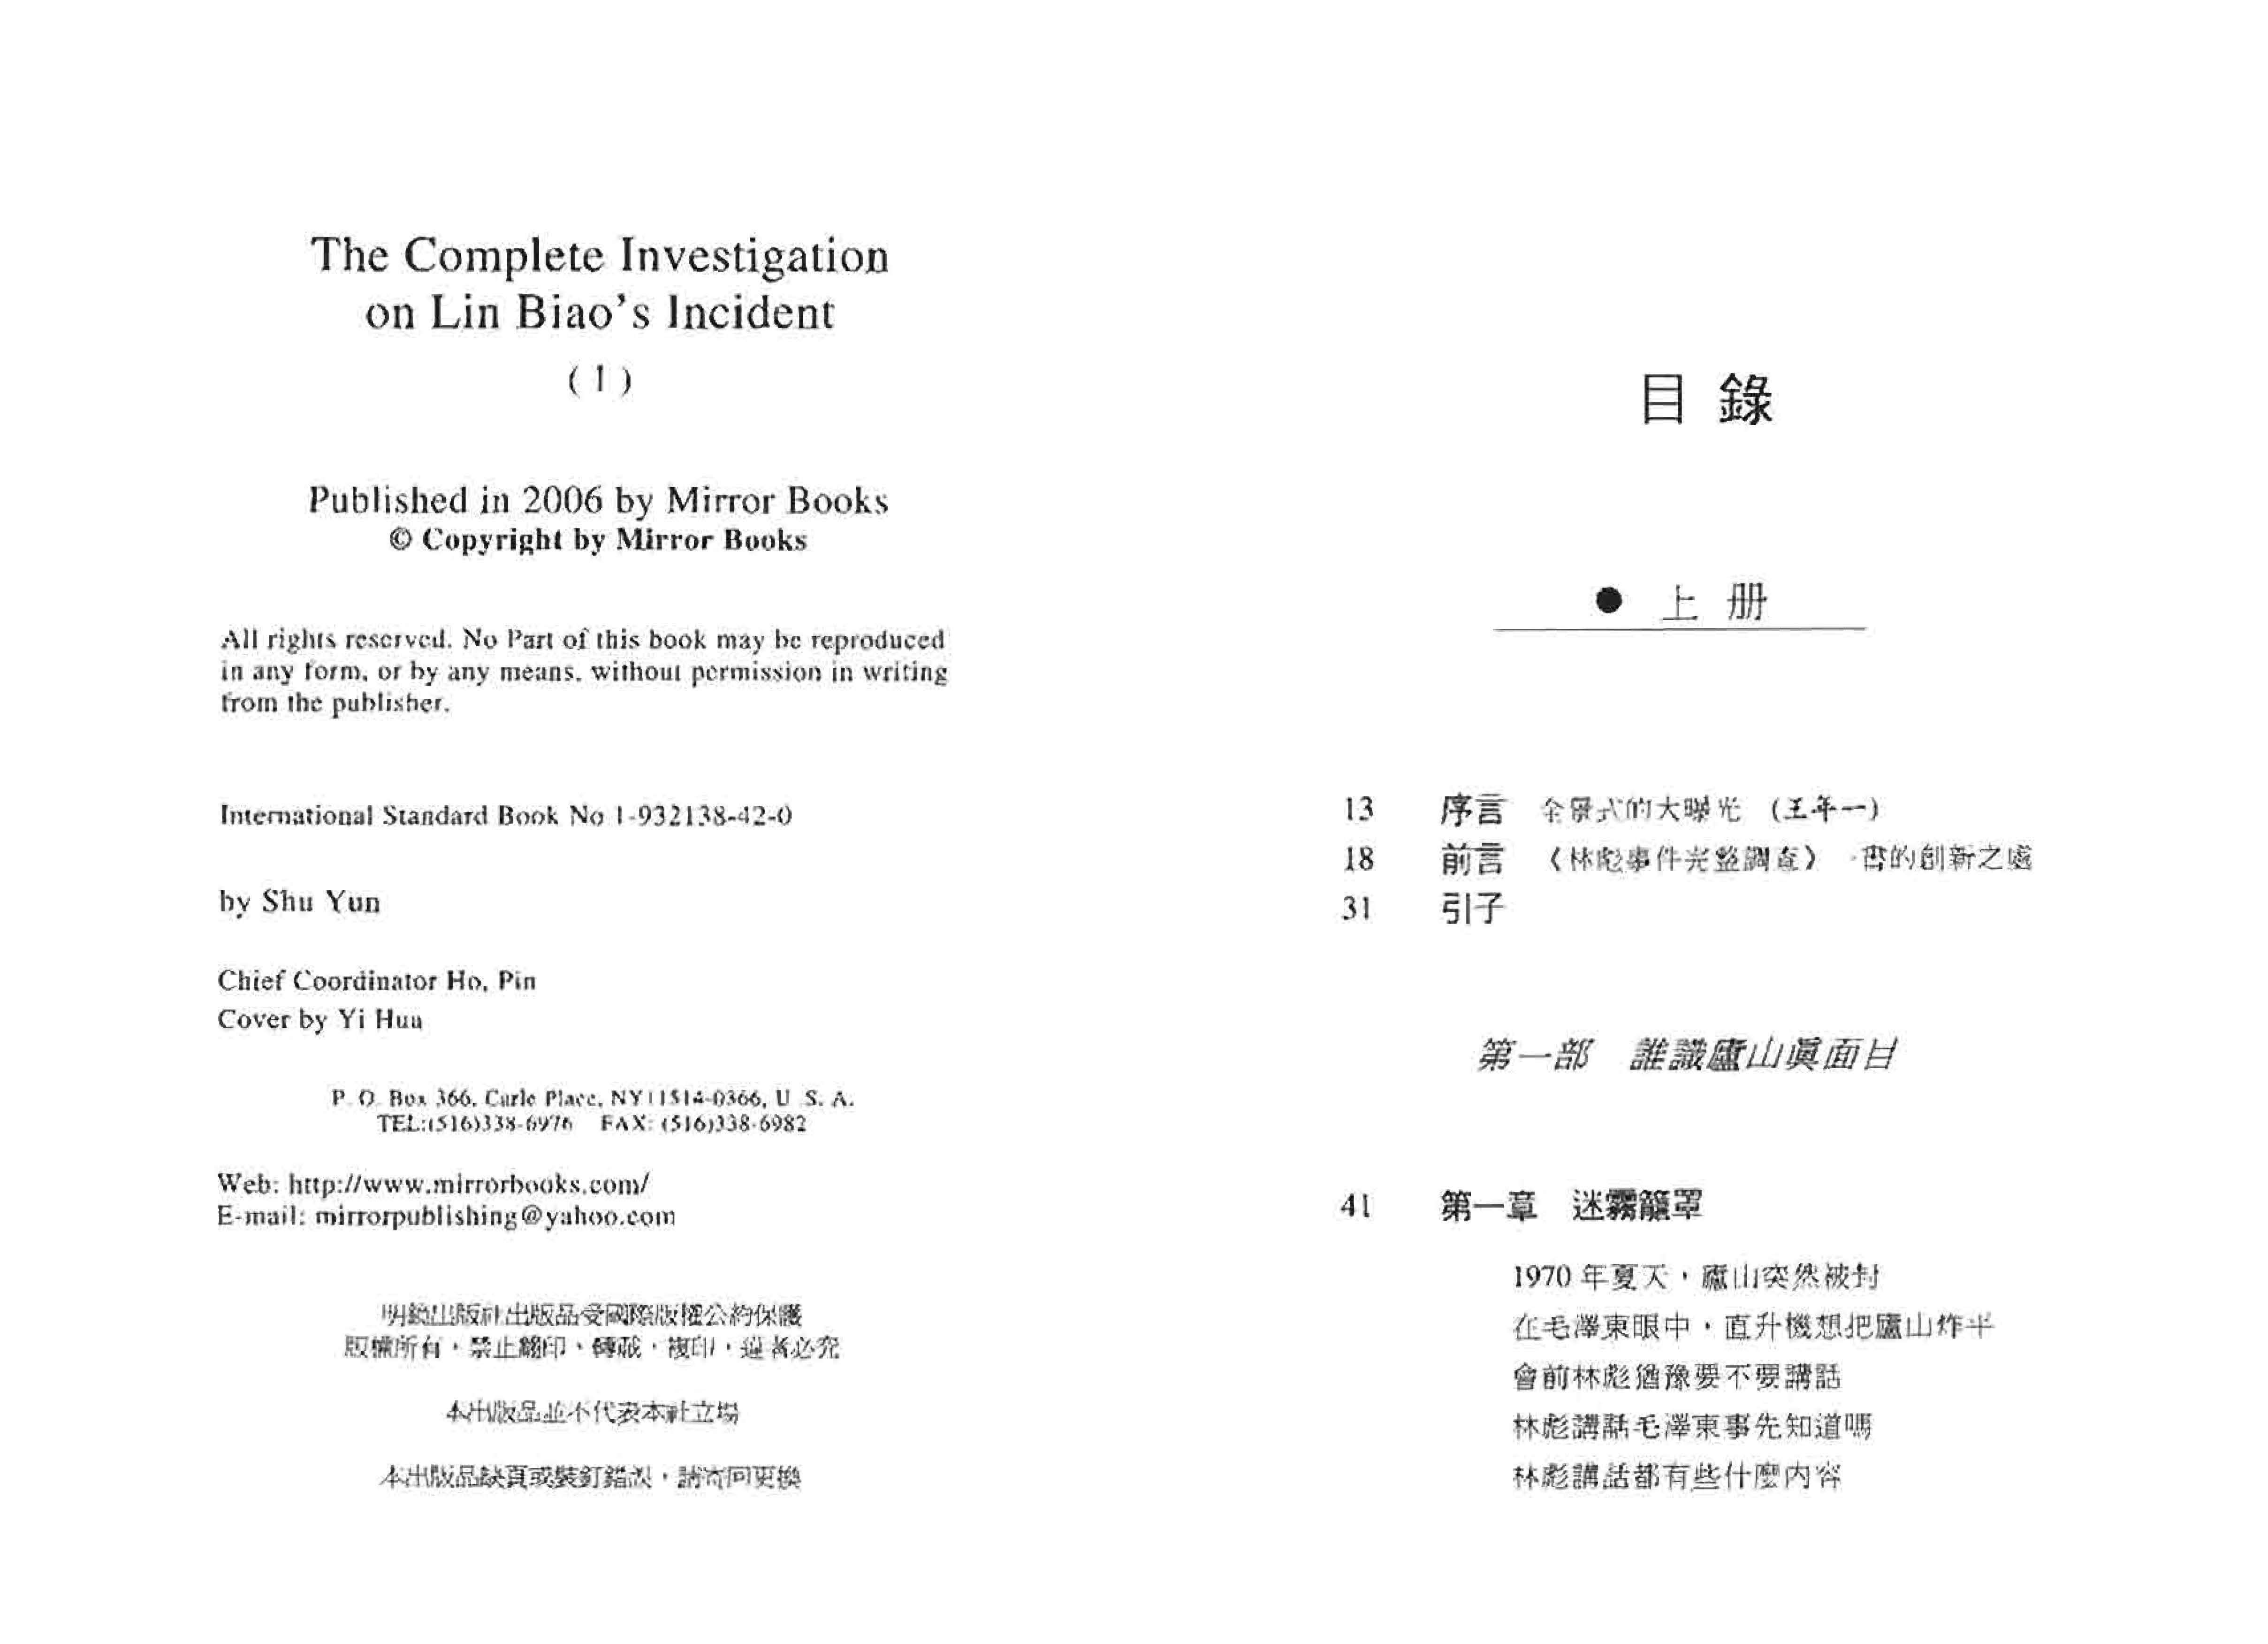 The Complete Investigation
on Lin Biao's Incident
( 1 )
Published in 2006 by Mirror Books
© Copyright by Mirror Books
All rights reserved. No Part of this book may be reproduced
in any form, or by any means, without permission in writing
from the publisher.
International Standard Book No 1-932138-42-0
by Shu Yun
Chief Coordinator Ho, Pin
Cover by Yi Hua
P. O. Box 366, Carle Place, NY11514-0366, U. S. A.
TEL:(516)338-6976 FAX: (516)338-6982
Web: http://www.mirrorbooks.com/
E-mail: mirrorpublishing@yahoo.com
明鏡出版社出版品受國際版權公約保護
版權所有，禁止翻印、轉載，複印，違者必究
本出版品並不代表本社立場
本出版品缺頁或裝釘錯誤，請寄回更換
目 錄
● 上 册
13 序言 全景式的大曝光 (王年一)
18 前言 《林彪事件完整調查》一書的創新之處
31 引子
第一部 誰識廬山眞面目
41 第一章 迷霧籠罩
1970 年夏天，廬山突然被封
在毛澤東眼中，直升機想把廬山炸平
會前林彪猶豫要不要講話
林彪講話毛澤東事先知道嗎
林彪講話都有些什麼内容